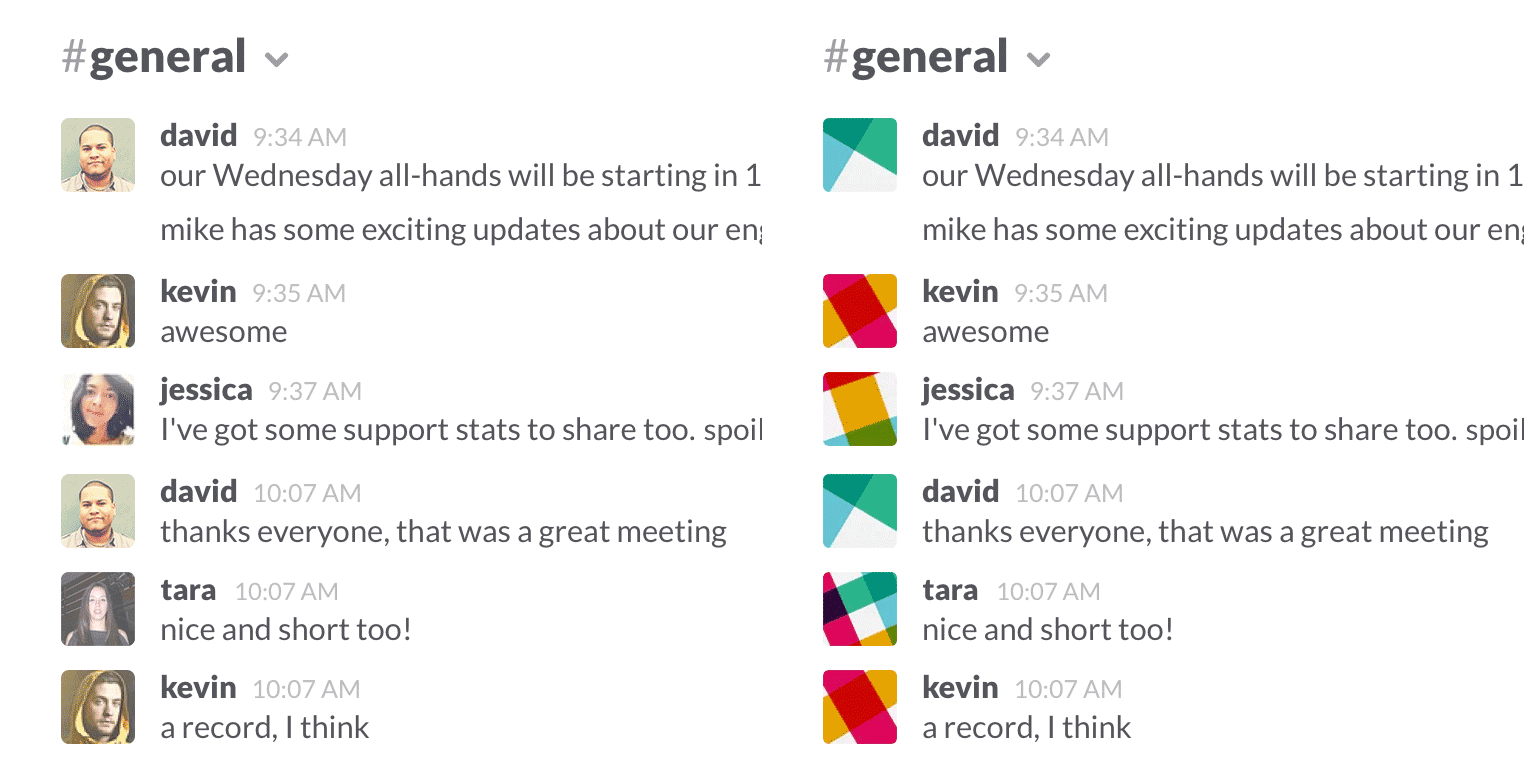 #general
david 9:34 AM
our Wednesday all-hands will be starting in 1
mike has some exciting updates about our
kevin 9:35 AM
awesome
jessica 9:37 AM
I've got some support stats to share too.
david 10:07 AM
thanks everyone, that was a great meeting
tara 10:07 AM
nice and short too!
kevin 10:07 AM
a record, I think
#general
david 9:34 AM
our Wednesday all-hands will be starting in 1
mike has some exciting updates about our
kevin 9:35 AM
awesome
jessica 9:37 AM
I've got some support stats to share too.
david 10:07 AM
thanks everyone, that was a great meeting
tara 10:07 AM
nice and short too!
kevin 10:07 AM
a record, I think